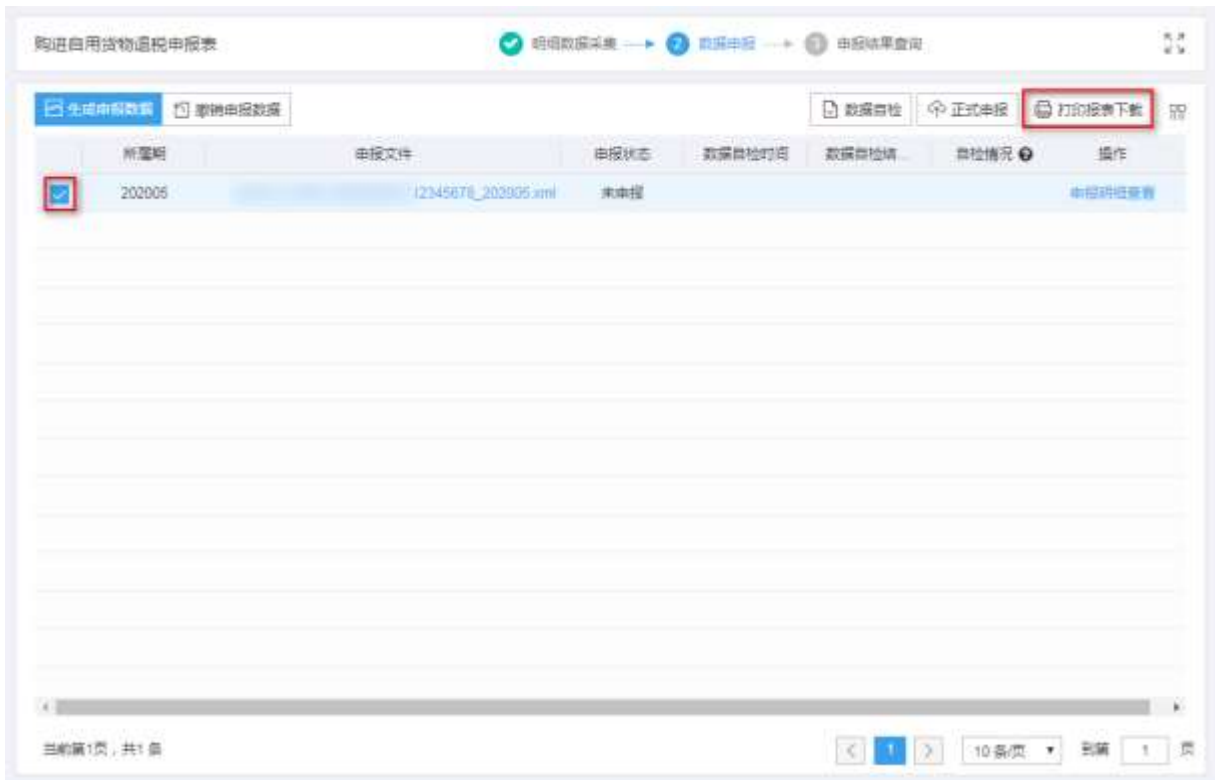 购进自用货物退税申报表 明细数据采集 2 数据申报 3 申报结果查询
生成申报数据 撤销申报数据 数据自检 正式申报 打印报表下载
所属期 申报文件 申报状态 数据自检时间 数据自检结... 自检情况 ? 操作
202005 12345678_202005.xml 未申报 申报明细查看
当前第1页，共1 条 < 1 > 10 条/页 到第 1 页